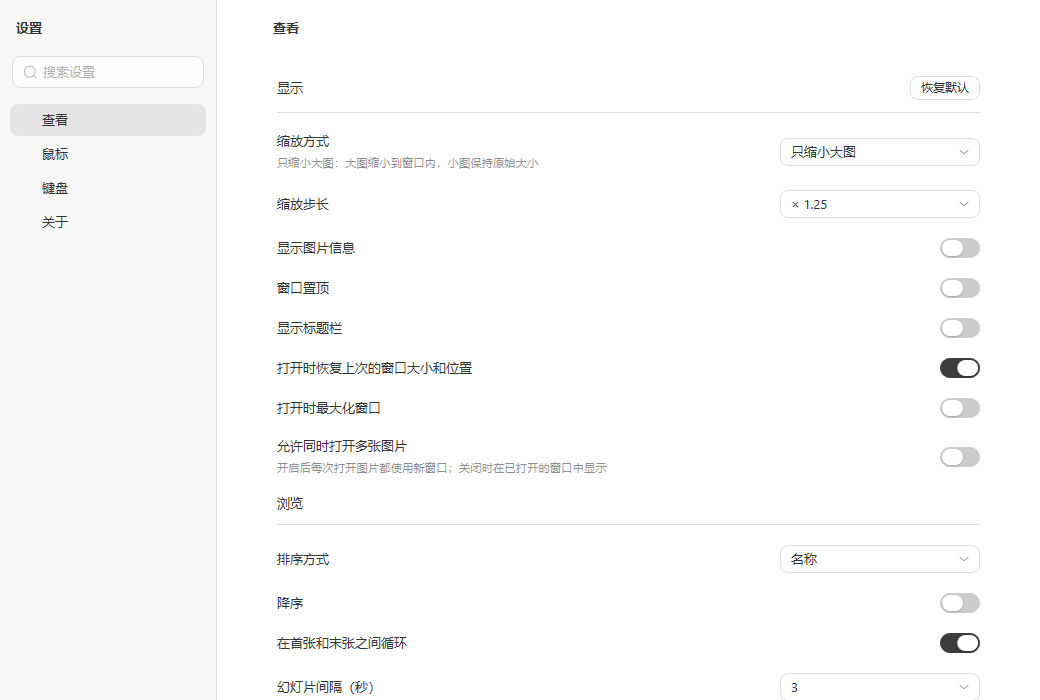 设置
搜索设置
查看
鼠标
键盘
关于
查看
显示
恢复默认
缩放方式
只缩小大图：大图缩小到窗口内，小图保持原始大小
只缩小大图
缩放步长
× 1.25
显示图片信息
窗口置顶
显示标题栏
打开时恢复上次的窗口大小和位置
打开时最大化窗口
允许同时打开多张图片
开启后每次打开图片都使用新窗口；关闭时在已打开的窗口中显示
浏览
排序方式
名称
降序
在首张和末张之间循环
幻灯片间隔（秒）
3